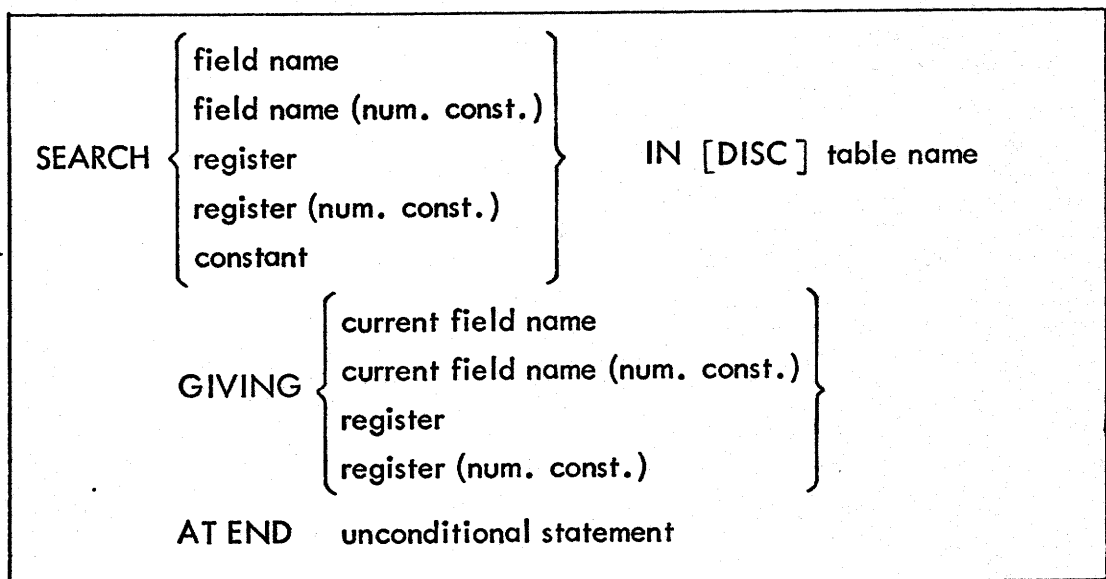 field name
field name (num. const.)
SEARCH register IN [DISC] table name
register (num. const.)
constant
current field name
current field name (num. const.)
GIVING
register
register (num. const.)
AT END unconditional statement